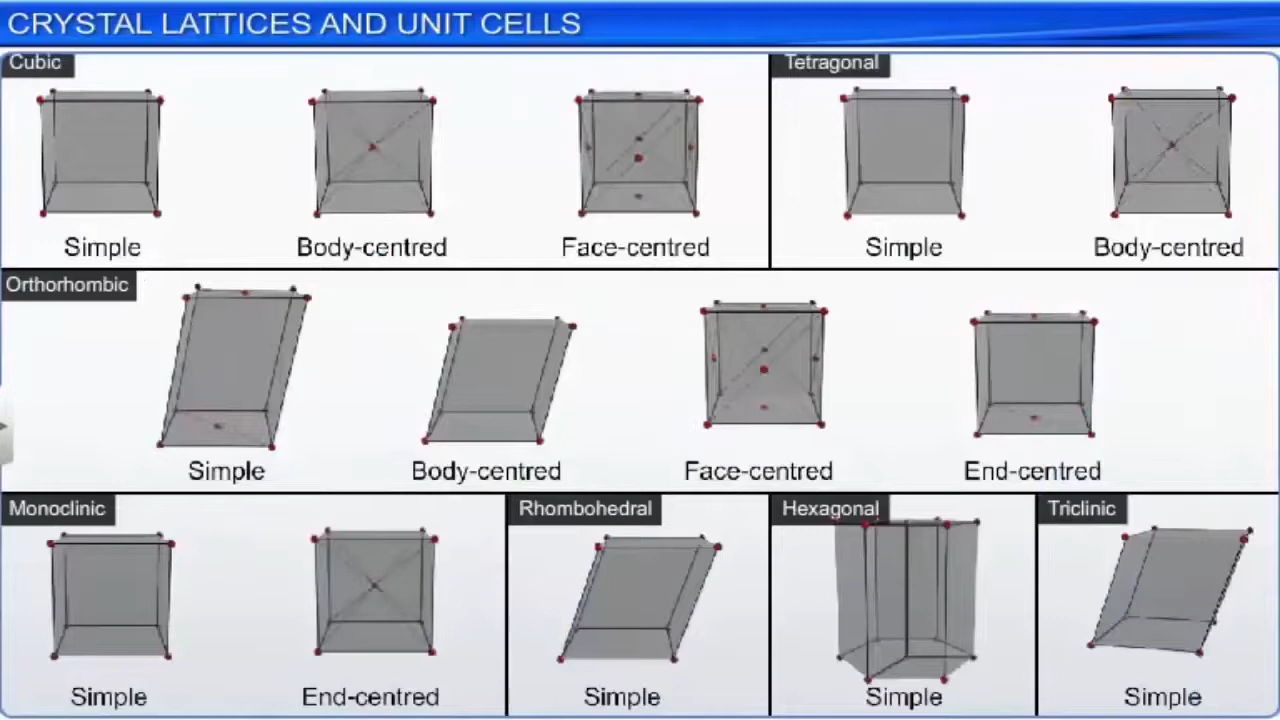 CRYSTAL LATTICES AND UNIT CELLS
Cubic
Simple
Body-centred
Face-centred
Tetragonal
Simple
Body-centred
Orthorhombic
Simple
Body-centred
Face-centred
End-centred
Monoclinic
Simple
End-centred
Rhombohedral
Simple
Hexagonal
Simple
Triclinic
Simple